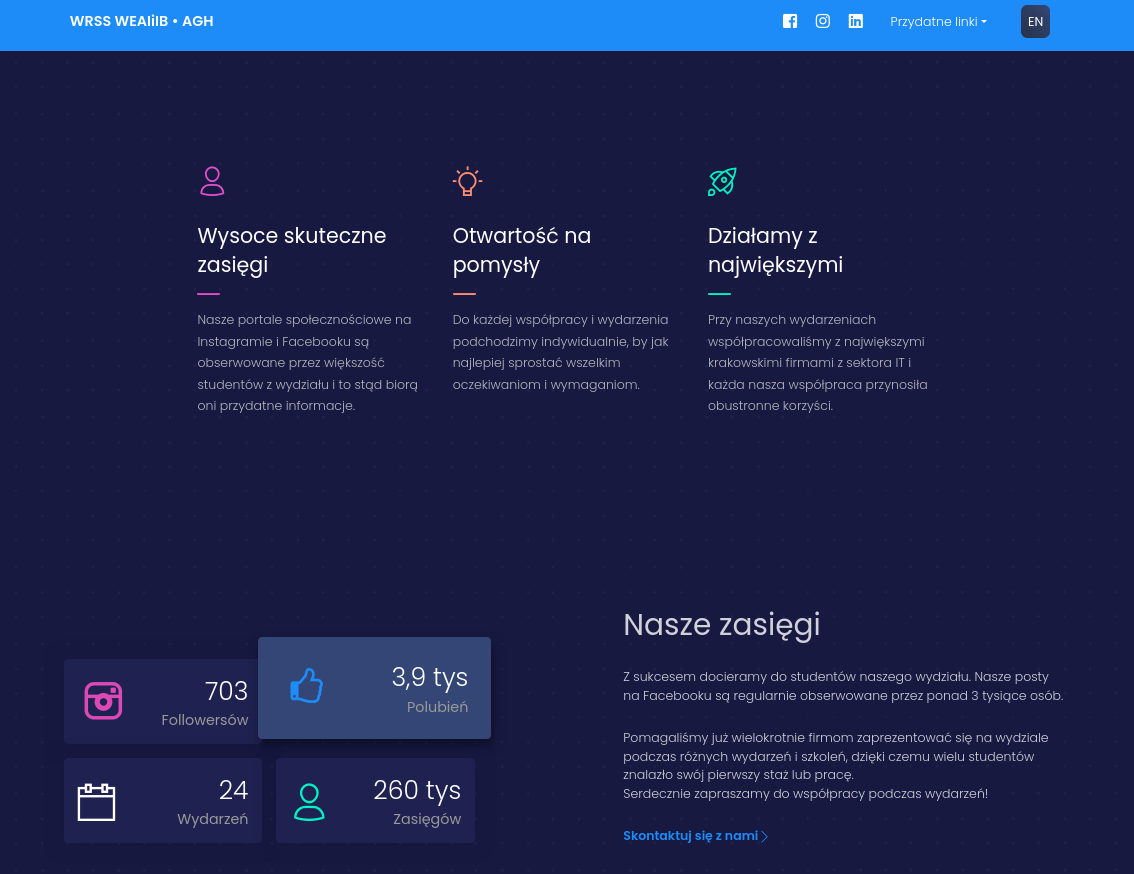 WRSS WEAIiIB • AGH
Przydatne linki
EN
Wysoce skuteczne
zasięgi
Nasze portale społecznościowe na
Instagramie i Facebooku są
obserwowane przez większość
studentów z wydziału i to stąd biorą
oni przydatne informacje.
Otwartość na
pomysły
Do każdej współpracy i wydarzenia
podchodzimy indywidualnie, by jak
najlepiej sprostać wszelkim
oczekiwaniom i wymaganiom.
Działamy z
największymi
Przy naszych wydarzeniach
współpracowaliśmy z największymi
krakowskimi firmami z sektora IT i
każda nasza współpraca przynosiła
obustronne korzyści.
703
Followersów
3,9 tys
Polubień
24
Wydarzeń
260 tys
Zasięgów
Nasze zasięgi
Z sukcesem docieramy do studentów naszego wydziału. Nasze posty
na Facebooku są regularnie obserwowane przez ponad 3 tysiące osób.
Pomagaliśmy już wielokrotnie firmom zaprezentować się na wydziale
podczas różnych wydarzeń i szkoleń, dzięki czemu wielu studentów
znalazło swój pierwszy staż lub pracę.
Serdecznie zapraszamy do współpracy podczas wydarzeń!
Skontaktuj się z nami